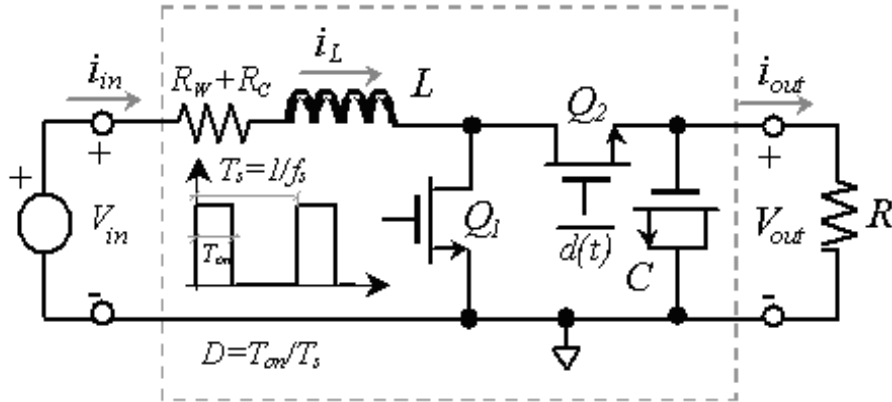 i_in
R_W+R_C
i_L
L
Q_2
i_out
+
+
+
T_s=1/f_s
V_in
T_on
Q_1
d(t)
C
V_out
R
-
-
D=T_on/T_s